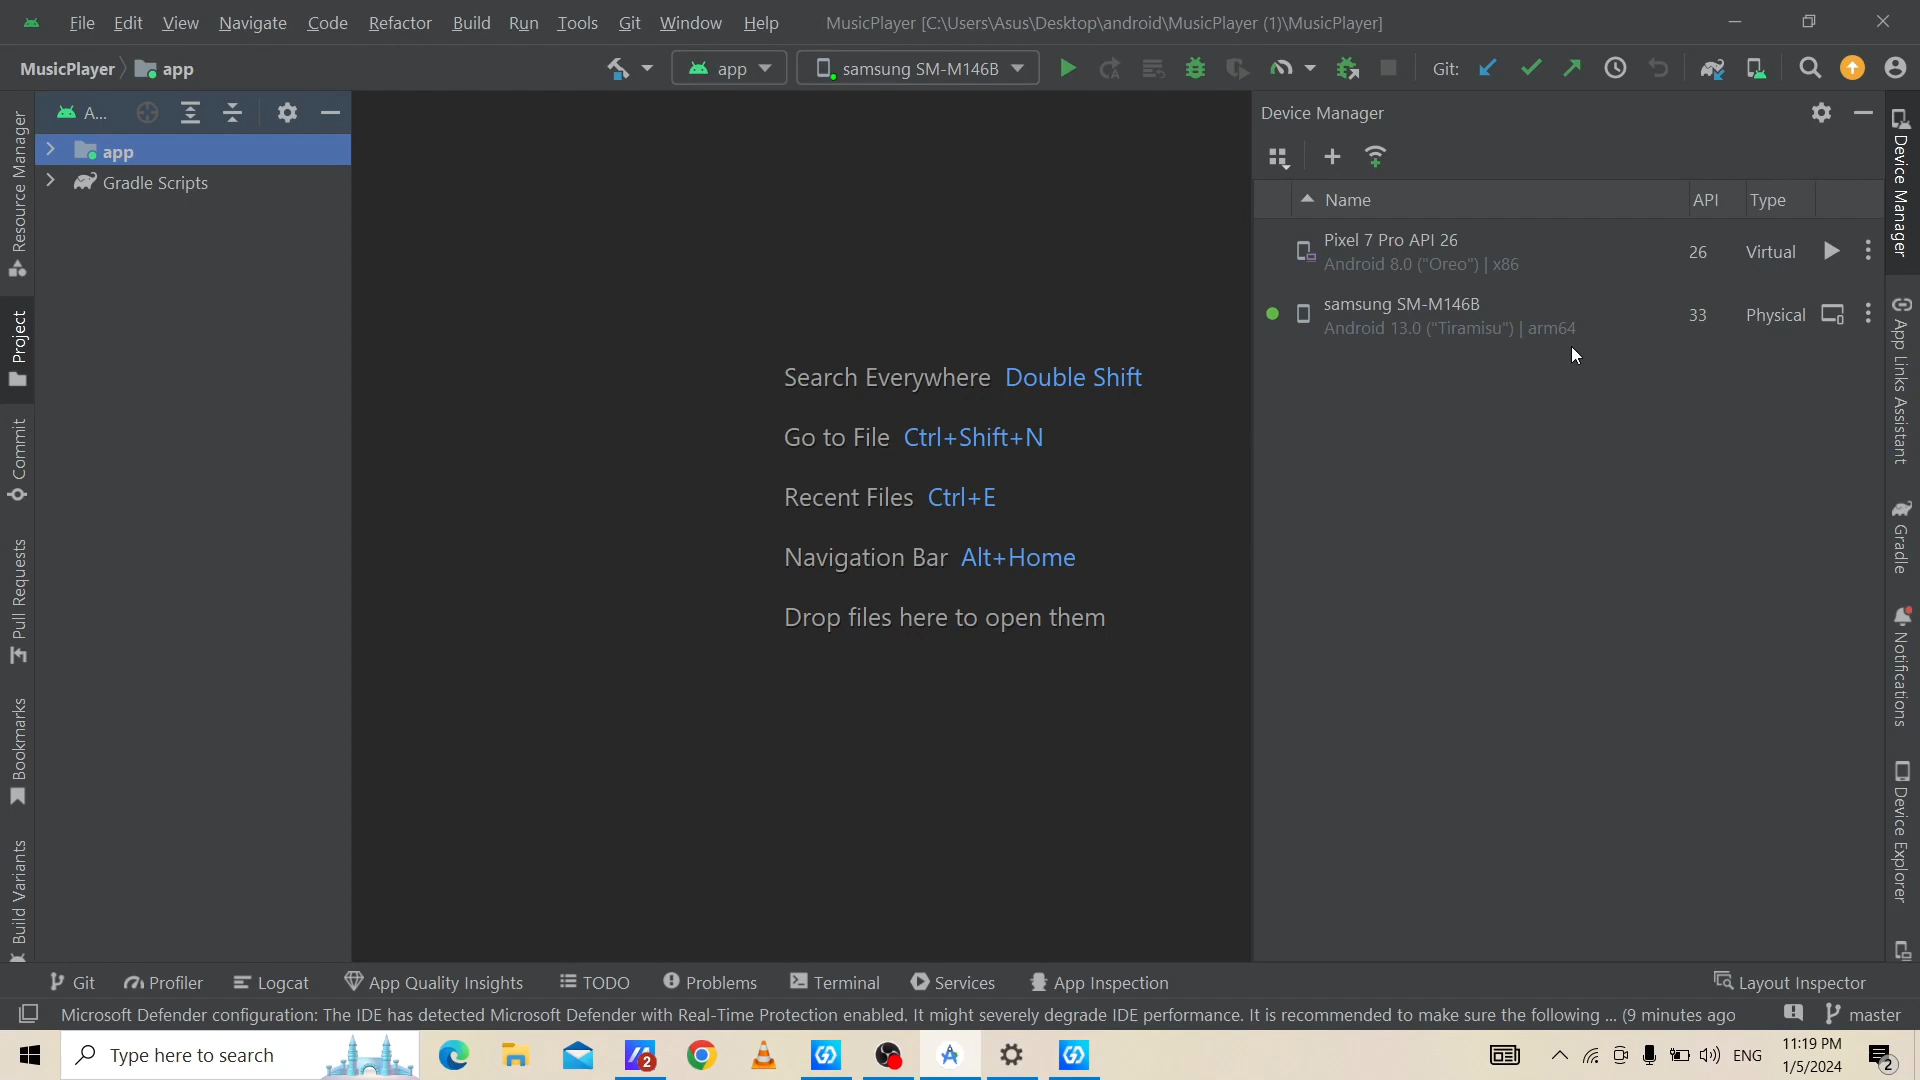 File Edit View Navigate Code Refactor Build Run Tools Git Window Help MusicPlayer [C:\Users\Asus\Desktop\android\MusicPlayer (1)\MusicPlayer]
MusicPlayer app app samsung SM-M146B Git:
A...
app
Gradle Scripts
Resource Manager
Project
Commit
Pull Requests
Bookmarks
Build Variants
Search Everywhere Double Shift
Go to File Ctrl+Shift+N
Recent Files Ctrl+E
Navigation Bar Alt+Home
Drop files here to open them
Device Manager
Name API Type
Pixel 7 Pro API 26
Android 8.0 ("Oreo") | x86
26 Virtual
samsung SM-M146B
Android 13.0 ("Tiramisu") | arm64
33 Physical
Device Manager
App Links Assistant
Gradle
Notifications
Device Explorer
Git Profiler Logcat App Quality Insights TODO Problems Terminal Services App Inspection Layout Inspector
Microsoft Defender configuration: The IDE has detected Microsoft Defender with Real-Time Protection enabled. It might severely degrade IDE performance. It is recommended to make sure the following ... (9 minutes ago master
Type here to search 2 ENG 11:19 PM
1/5/2024 2